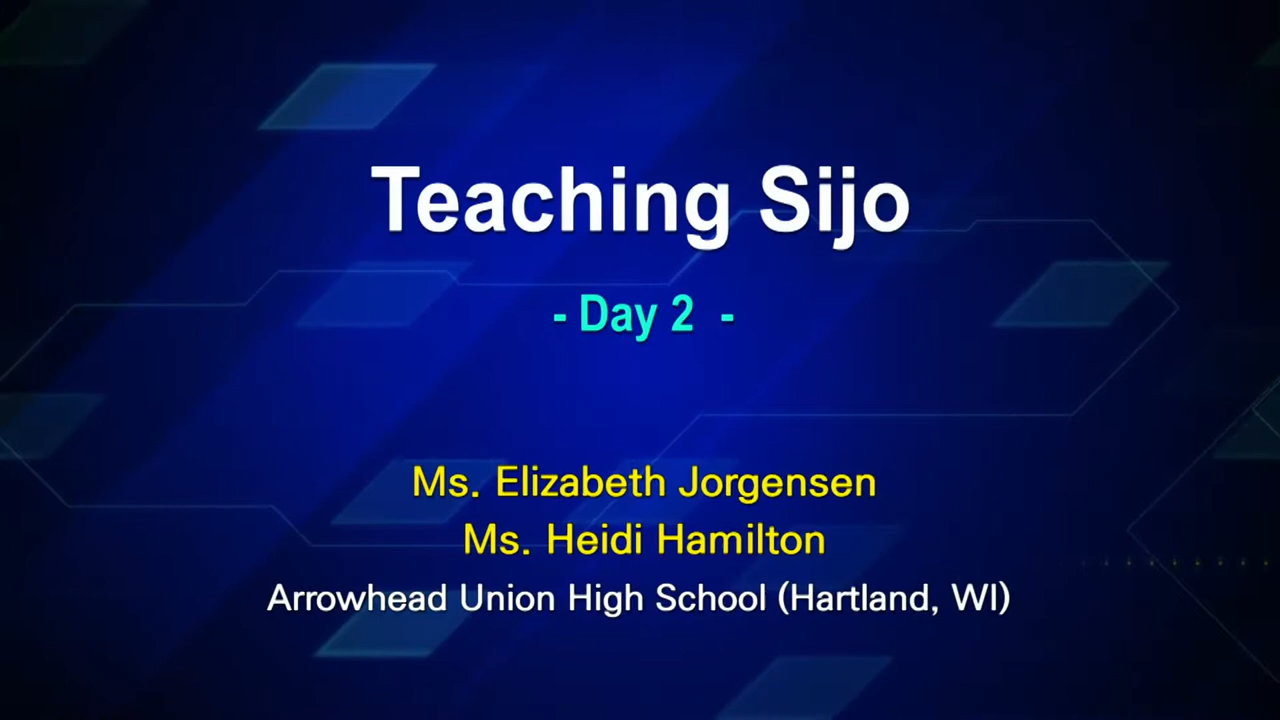 Teaching Sijo
- Day 2 -
Ms. Elizabeth Jorgensen
Ms. Heidi Hamilton
Arrowhead Union High School (Hartland, WI)